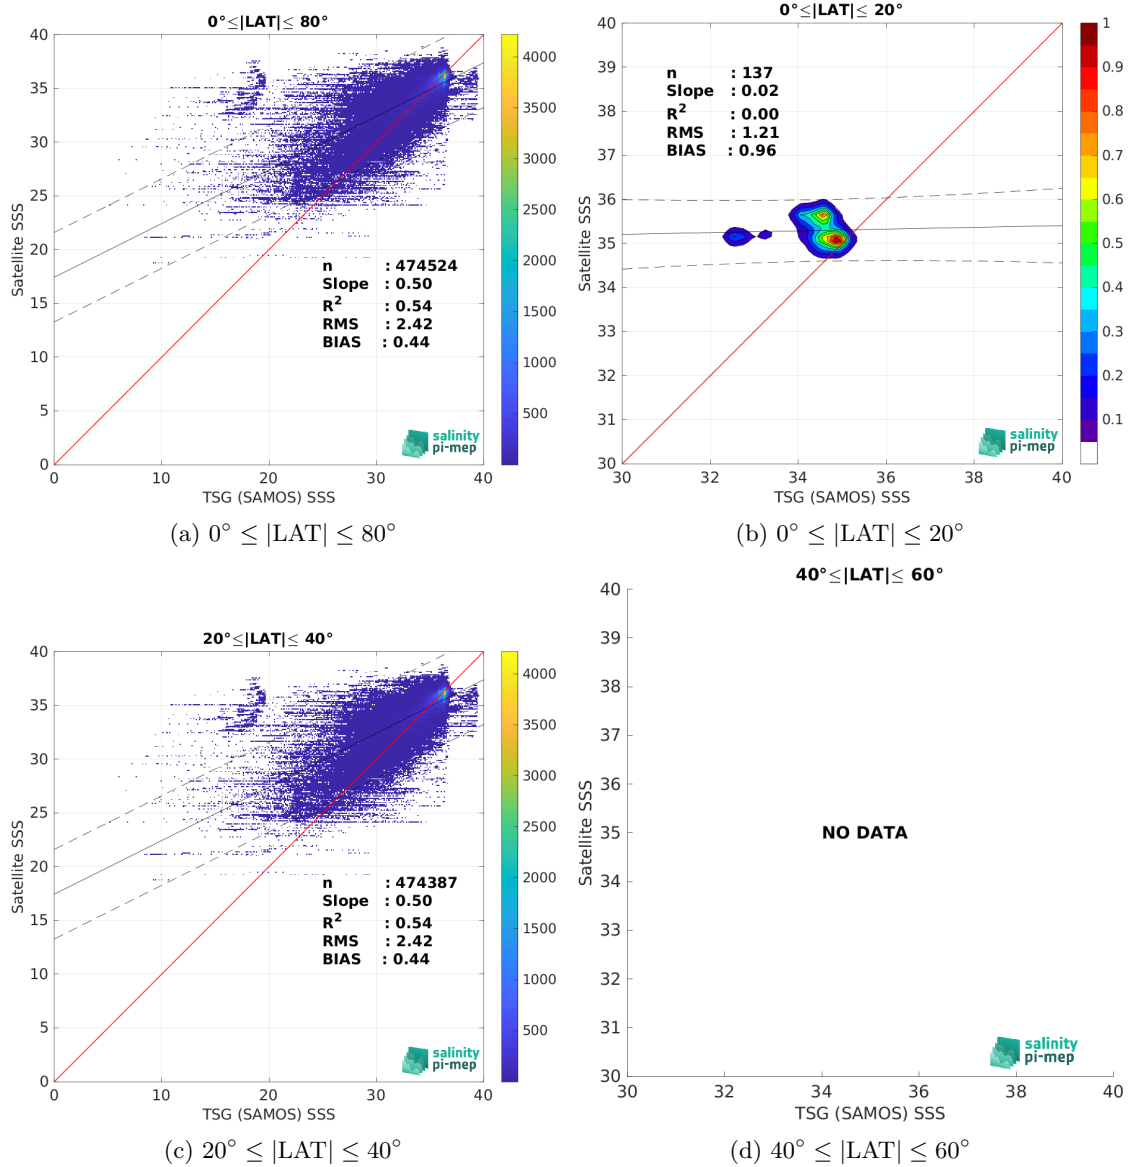 0°≤|LAT|≤ 80°
40
35
30
25
20
15
10
5
0
Satellite SSS
0
10
20
30
40
TSG (SAMOS) SSS
n : 474524
Slope : 0.50
R² : 0.54
RMS : 2.42
BIAS : 0.44
4000
3500
3000
2500
2000
1500
1000
500
salinity
pi-mep
(a) 0° ≤ |LAT| ≤ 80°
0°≤|LAT|≤ 20°
40
39
38
37
36
35
34
33
32
31
30
Satellite SSS
30
32
34
36
38
40
TSG (SAMOS) SSS
n : 137
Slope : 0.02
R² : 0.00
RMS : 1.21
BIAS : 0.96
1
0.9
0.8
0.7
0.6
0.5
0.4
0.3
0.2
0.1
salinity
pi-mep
(b) 0° ≤ |LAT| ≤ 20°
20°≤|LAT|≤ 40°
40
35
30
25
20
15
10
5
0
Satellite SSS
0
10
20
30
40
TSG (SAMOS) SSS
n : 474387
Slope : 0.50
R² : 0.54
RMS : 2.42
BIAS : 0.44
4000
3500
3000
2500
2000
1500
1000
500
salinity
pi-mep
(c) 20° ≤ |LAT| ≤ 40°
40°≤|LAT|≤ 60°
40
39
38
37
36
35
34
33
32
31
30
Satellite SSS
NO DATA
30
32
34
36
38
40
TSG (SAMOS) SSS
salinity
pi-mep
(d) 40° ≤ |LAT| ≤ 60°